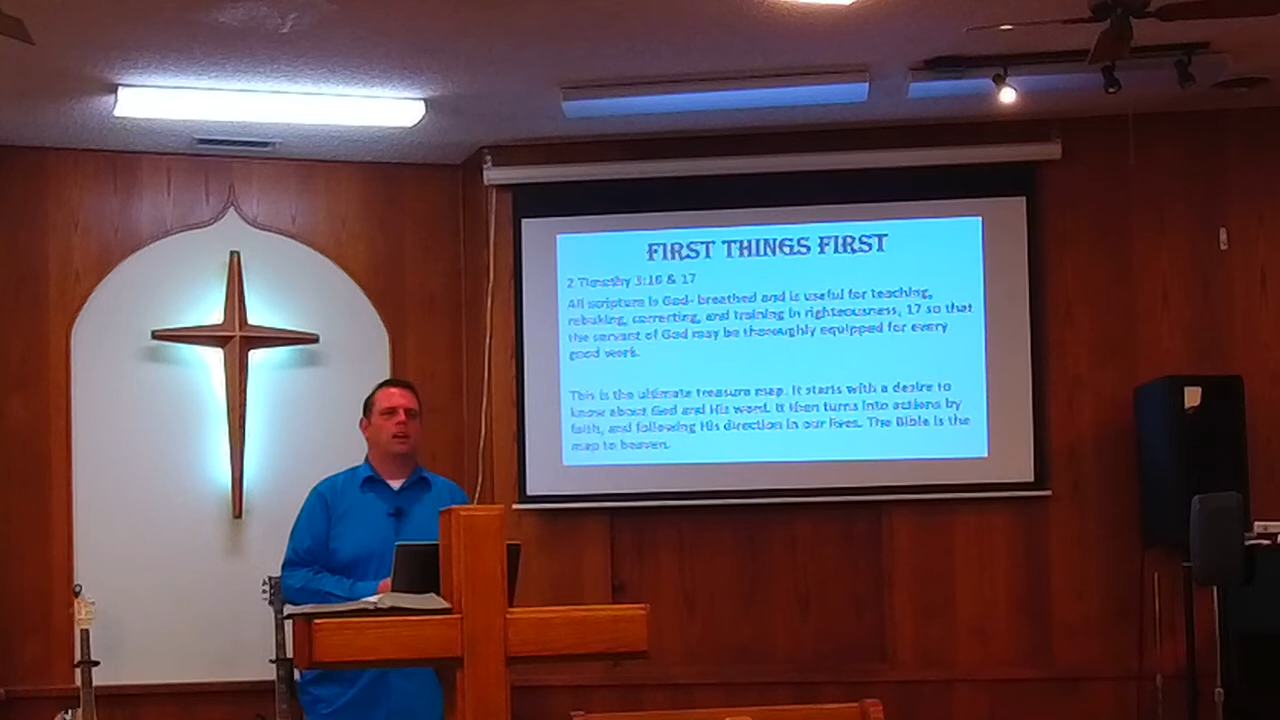 FIRST THINGS FIRST
2 Timothy 3:16 & 17
All scripture is God- breathed and is useful for teaching,
rebuking, correcting, and training in righteousness, 17 so that
the servant of God may be thoroughly equipped for every
good work.
This is the ultimate treasure map. It starts with a desire to
know about God and His word. It then turns into actions by
faith, and following His direction in our lives. The Bible is the
map to heaven.